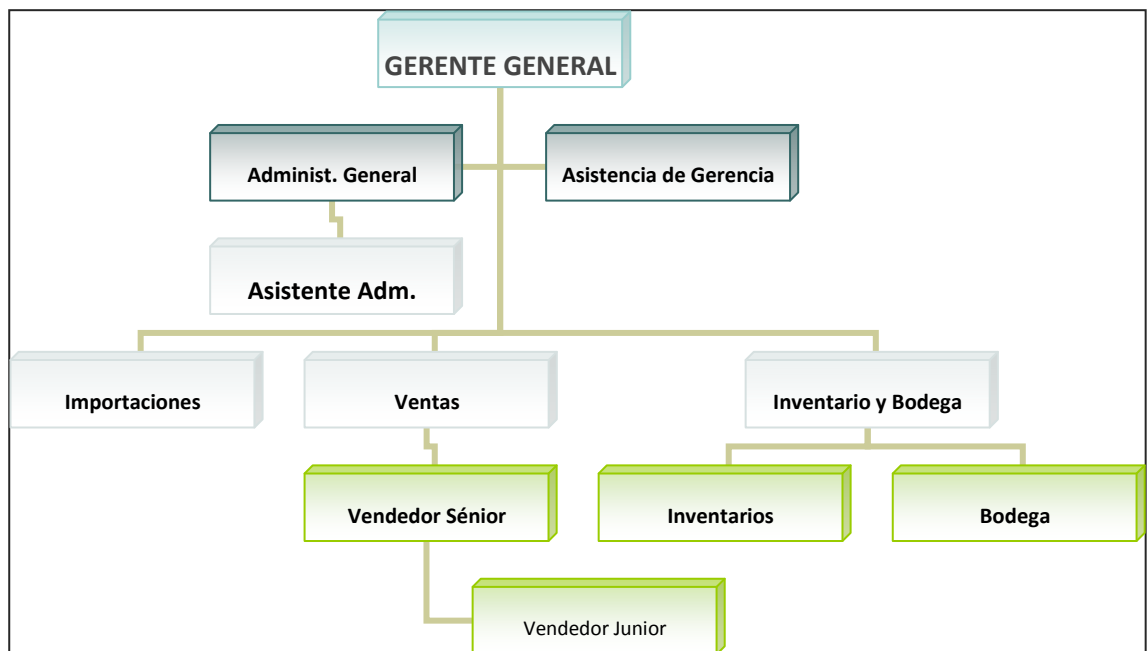 GERENTE GENERAL
Administ. General
Asistencia de Gerencia
Asistente Adm.
Importaciones
Ventas
Inventario y Bodega
Vendedor Sénior
Inventarios
Bodega
Vendedor Junior